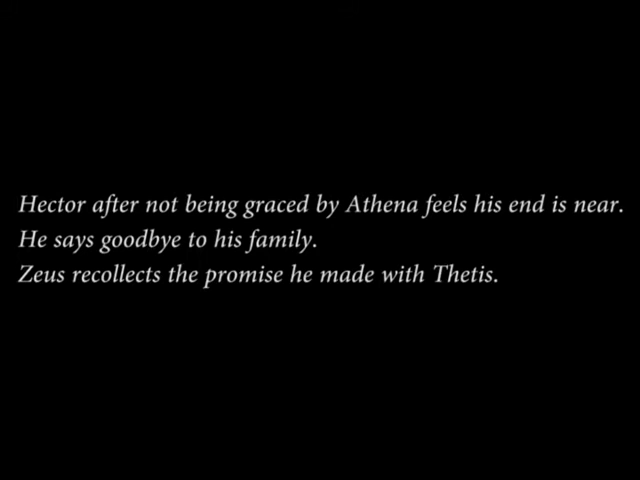 Hector after not being graced by Athena feels his end is near.
He says goodbye to his family.
Zeus recollects the promise he made with Thetis.